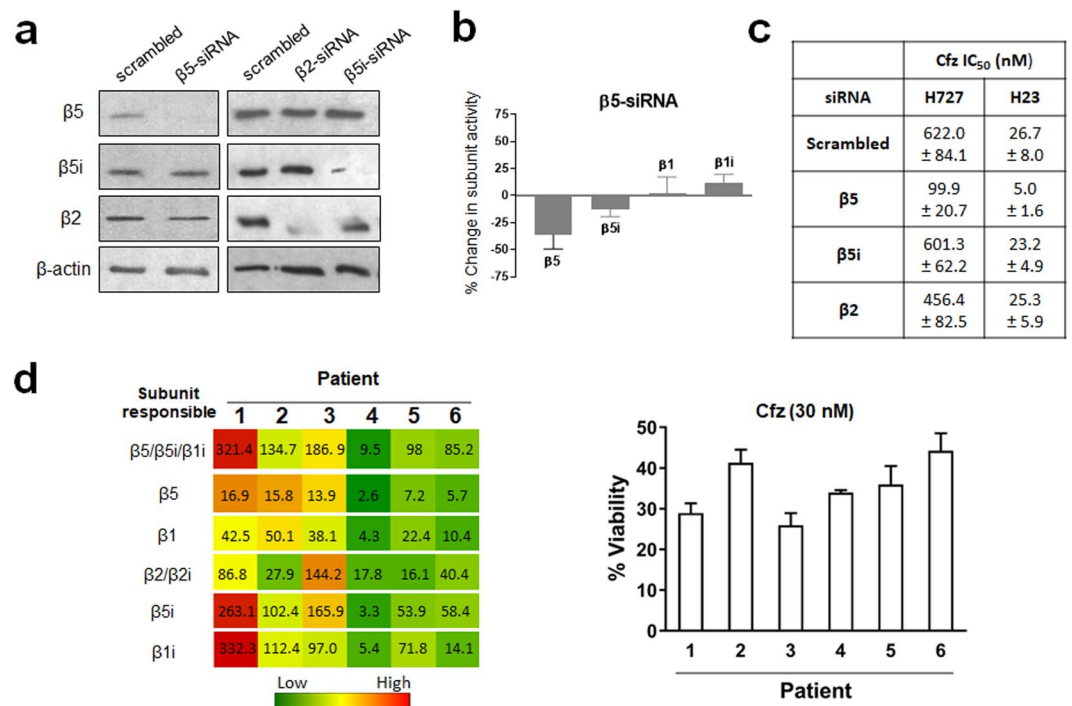 a
scrambled
β5-siRNA
scrambled
β2-siRNA
β5i-siRNA
β5
β5i
β2
β-actin
b
β5-siRNA
% Change in subunit activity
75
50
25
0
-25
-50
-75
β5
β5i
β1
β1i
c
Cfz IC50 (nM)
siRNA H727 H23
Scrambled 622.0 ± 84.1 26.7 ± 8.0
β5 99.9 ± 20.7 5.0 ± 1.6
β5i 601.3 ± 62.2 23.2 ± 4.9
β2 456.4 ± 82.5 25.3 ± 5.9
d
Patient
Subunit
responsible
1 2 3 4 5 6
β5/β5i/β1i 321.4 134.7 186. 9 9.5 98 85.2
β5 16.9 15.8 13.9 2.6 7.2 5.7
β1 42.5 50.1 38.1 4.3 22.4 10.4
β2/β2i 86.8 27.9 144.2 17.8 16.1 40.4
β5i 263.1 102.4 165.9 3.3 53.9 58.4
β1i 332.3 112.4 97.0 5.4 71.8 14.1
Low High
Cfz (30 nM)
% Viability
50
40
30
20
10
0
1 2 3 4 5 6
Patient